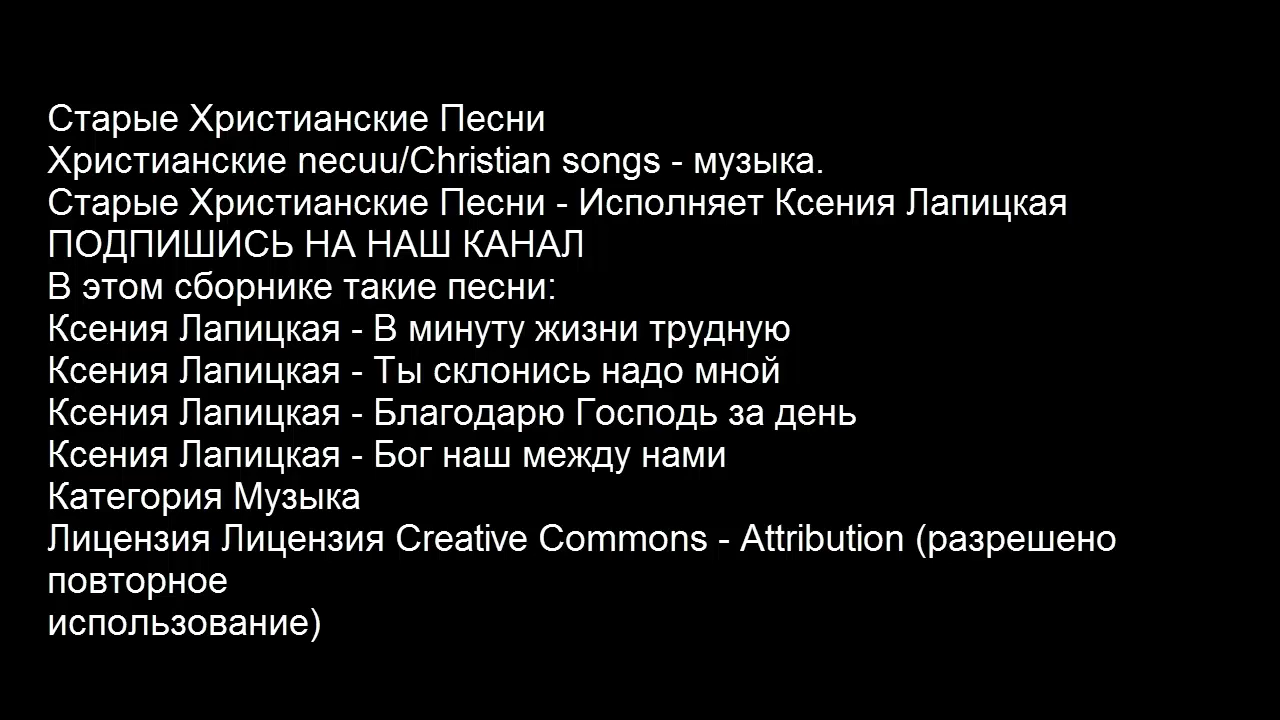 Старые Христианские Песни
Христианские necuu/Christian songs - музыка.
Старые Христианские Песни - Исполняет Ксения Лапицкая
ПОДПИШИСЬ НА НАШ КАНАЛ
В этом сборнике такие песни:
Ксения Лапицкая - В минуту жизни трудную
Ксения Лапицкая - Ты склонись надо мной
Ксения Лапицкая - Благодарю Господь за день
Ксения Лапицкая - Бог наш между нами
Категория Музыка
Лицензия Лицензия Creative Commons - Attribution (разрешено
повторное
использование)